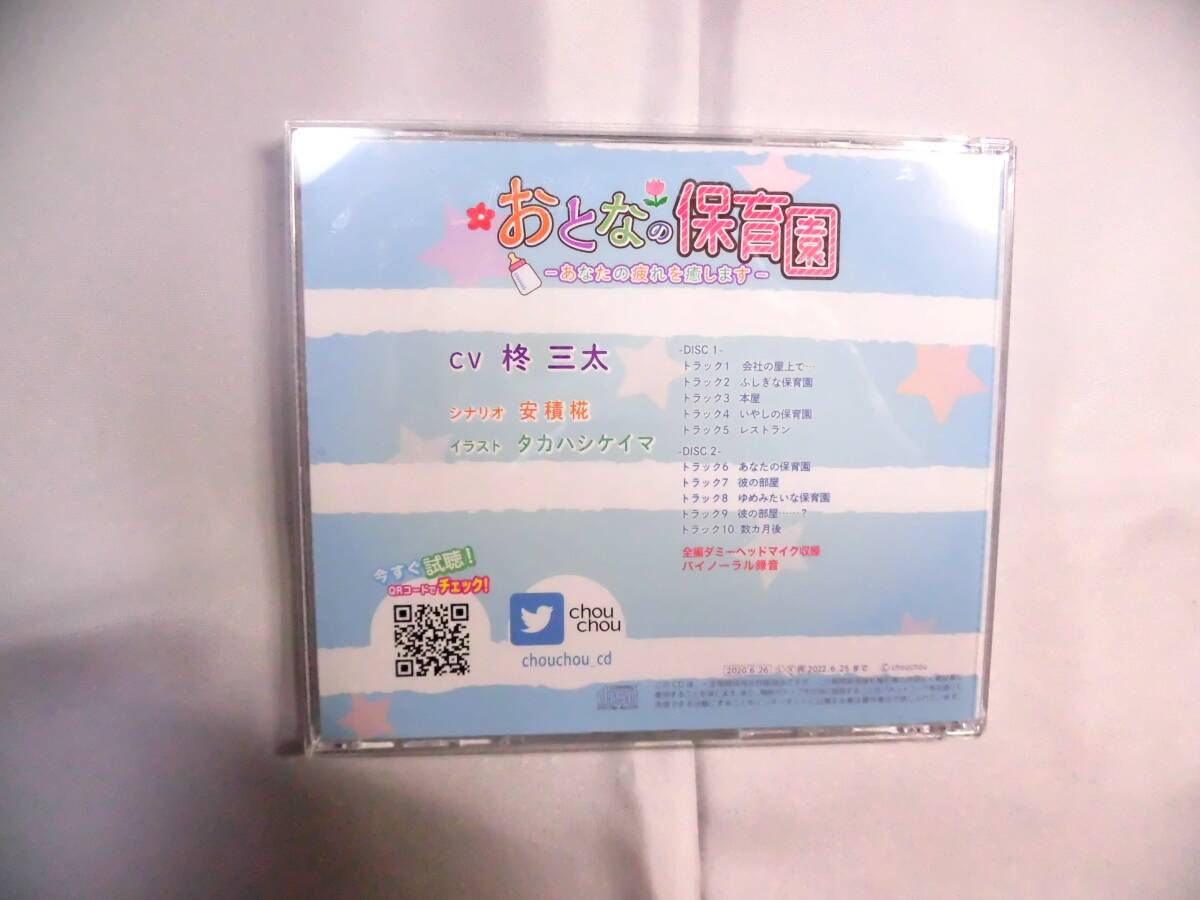 おとなの保育園
-あなたの疲れを癒します-
CV 柊 三太
シナリオ 安積椛
イラスト タカハシケイマ
-DISC 1-
トラック1 会社の屋上で…
トラック2 ふしぎな保育園
トラック3 本屋
トラック4 いやしの保育園
トラック5 レストラン
-DISC 2-
トラック6 あなたの保育園
トラック7 彼の部屋
トラック8 ゆめみたいな保育園
トラック9 彼の部屋……?
トラック10 数カ月後
全編ダミーヘッドマイク収録
バイノーラル録音
今すぐ試聴!
QRコードでチェック!
chou
chou
chouchou_cd
2020.6.26 2022.6.25 まで ©chouchou